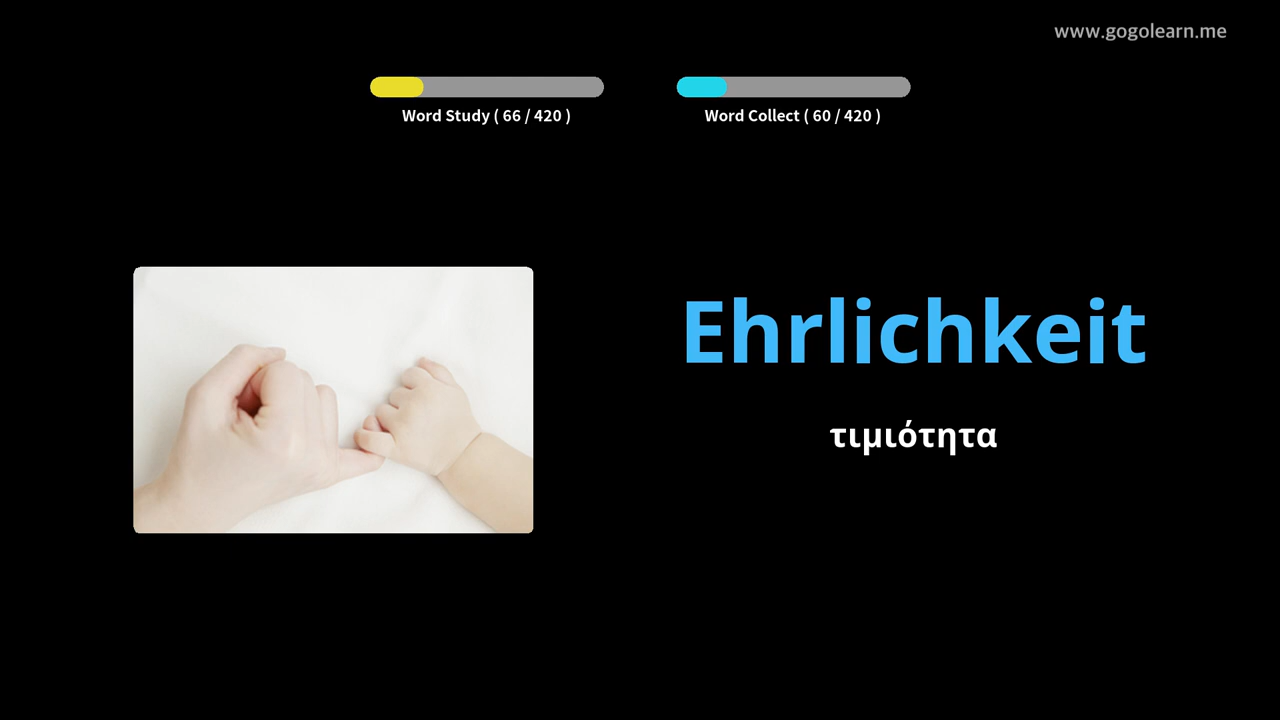 www.gogolearn.me
Word Study ( 66 / 420 )
Word Collect ( 60 / 420 )
Ehrlichkeit
τιμιότητα